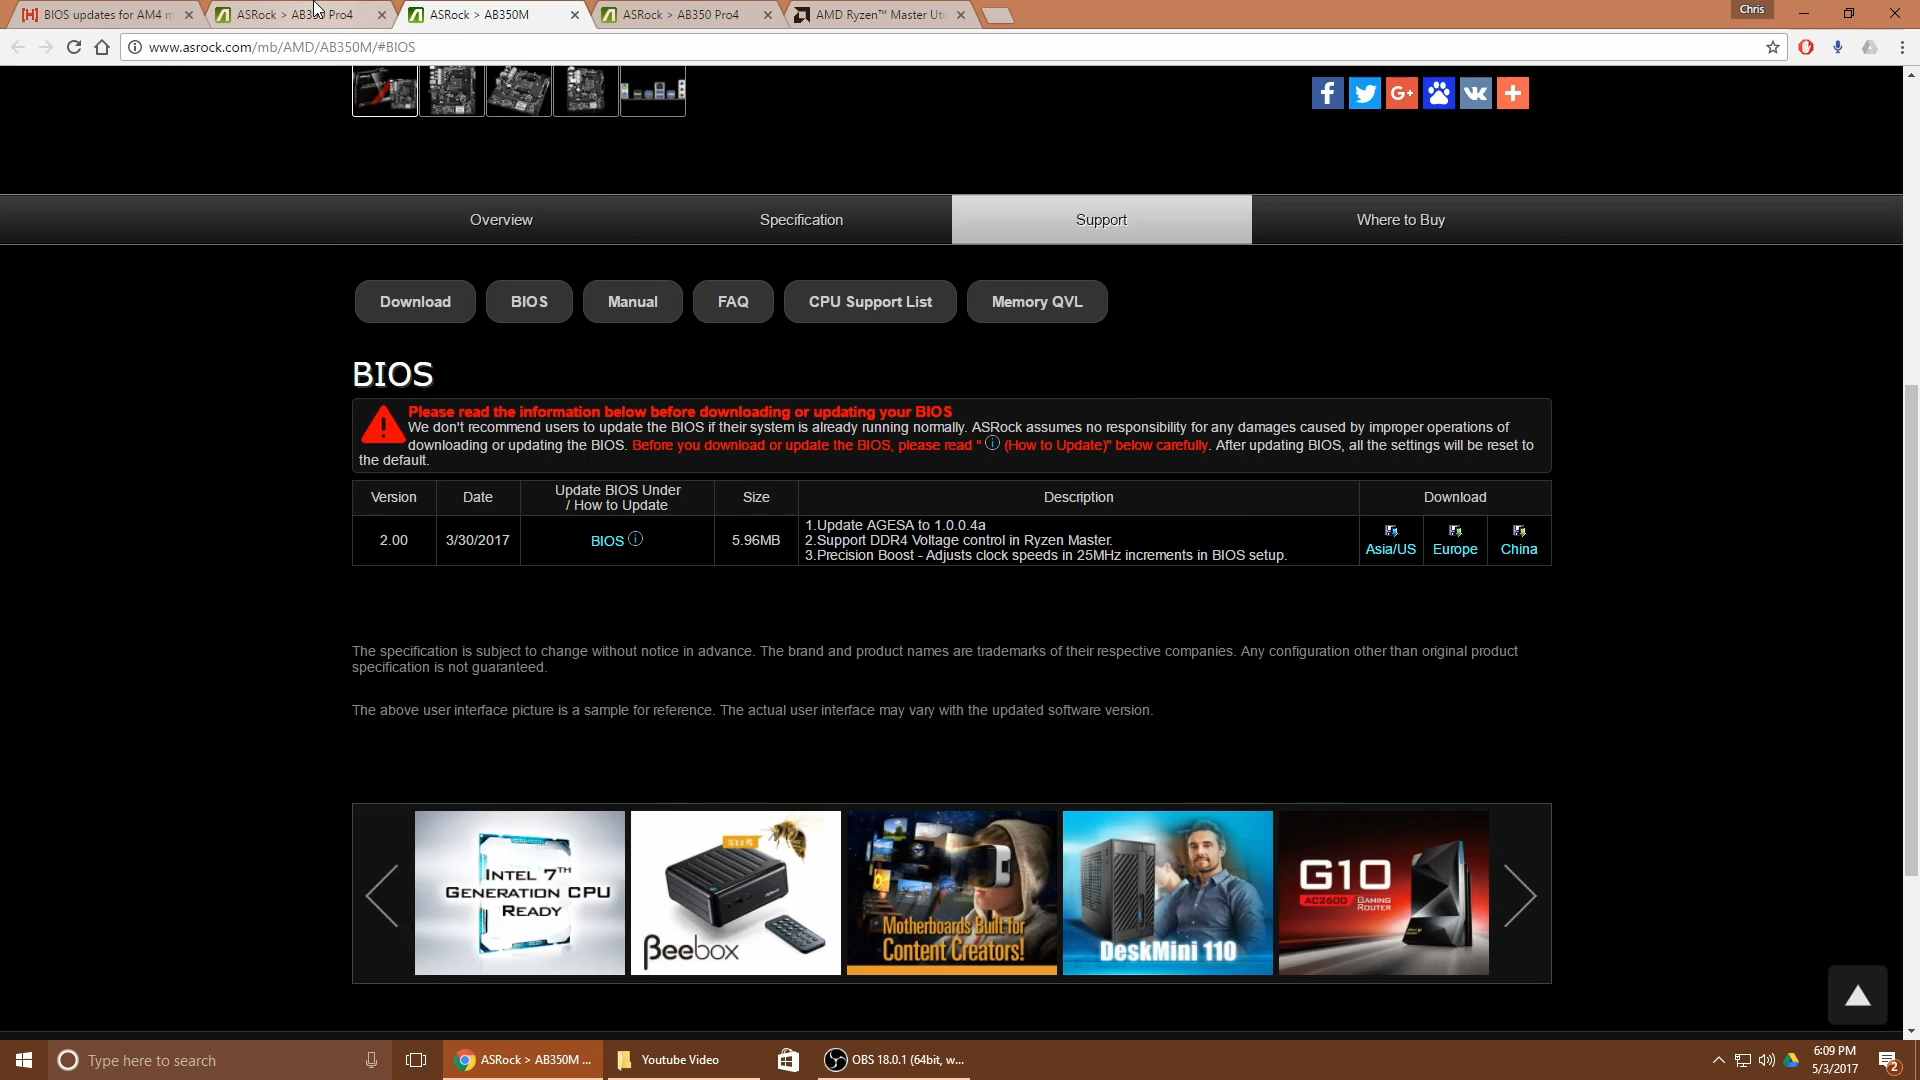 BIOS updates for AM4 m
ASRock > AB350 Pro4
ASRock > AB350M
ASRock > AB350 Pro4
AMD Ryzen™ Master Uti
Chris
www.asrock.com/mb/AMD/AB350M/#BIOS
Overview
Specification
Support
Where to Buy
Download
BIOS
Manual
FAQ
CPU Support List
Memory QVL
BIOS
Please read the information below before downloading or updating your BIOS
We don't recommend users to update the BIOS if their system is already running normally. ASRock assumes no responsibility for any damages caused by improper operations of
downloading or updating the BIOS. Before you download or update the BIOS, please read " (How to Update)" below carefully. After updating BIOS, all the settings will be reset to
the default.
Version
Date
Update BIOS Under
/ How to Update
Size
Description
Download
2.00
3/30/2017
BIOS
5.96MB
1.Update AGESA to 1.0.0.4a
2.Support DDR4 Voltage control in Ryzen Master.
3.Precision Boost - Adjusts clock speeds in 25MHz increments in BIOS setup.
Asia/US
Europe
China
The specification is subject to change without notice in advance. The brand and product names are trademarks of their respective companies. Any configuration other than original product
specification is not guaranteed.
The above user interface picture is a sample for reference. The actual user interface may vary with the updated software version.
INTEL 7TH
GENERATION CPU
READY
IT'S A PC
Beebox
Motherboards Built for
Content Creators!
DeskMini 110
G10
AC2600 GAMING
ROUTER
Type here to search
ASRock > AB350M ...
Youtube Video
OBS 18.0.1 (64bit, w...
6:09 PM
5/3/2017
2